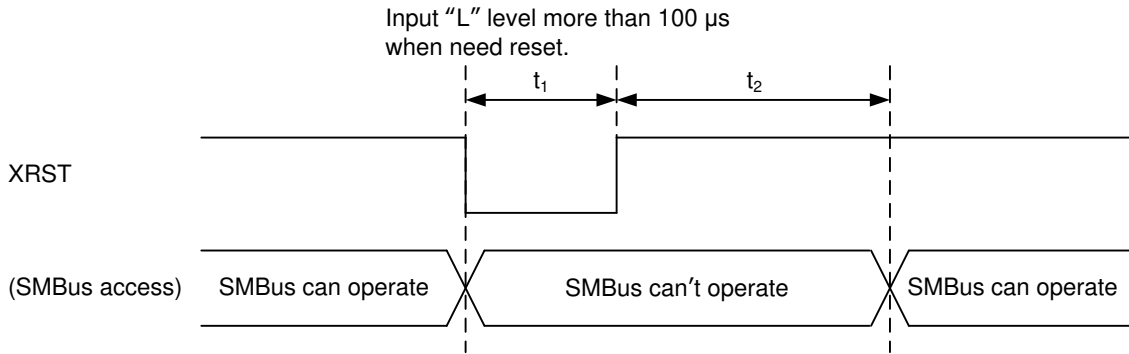 Input “L” level more than 100 µs
when need reset.
t1
t2
XRST
(SMBus access)
SMBus can operate
SMBus can′t operate
SMBus can operate